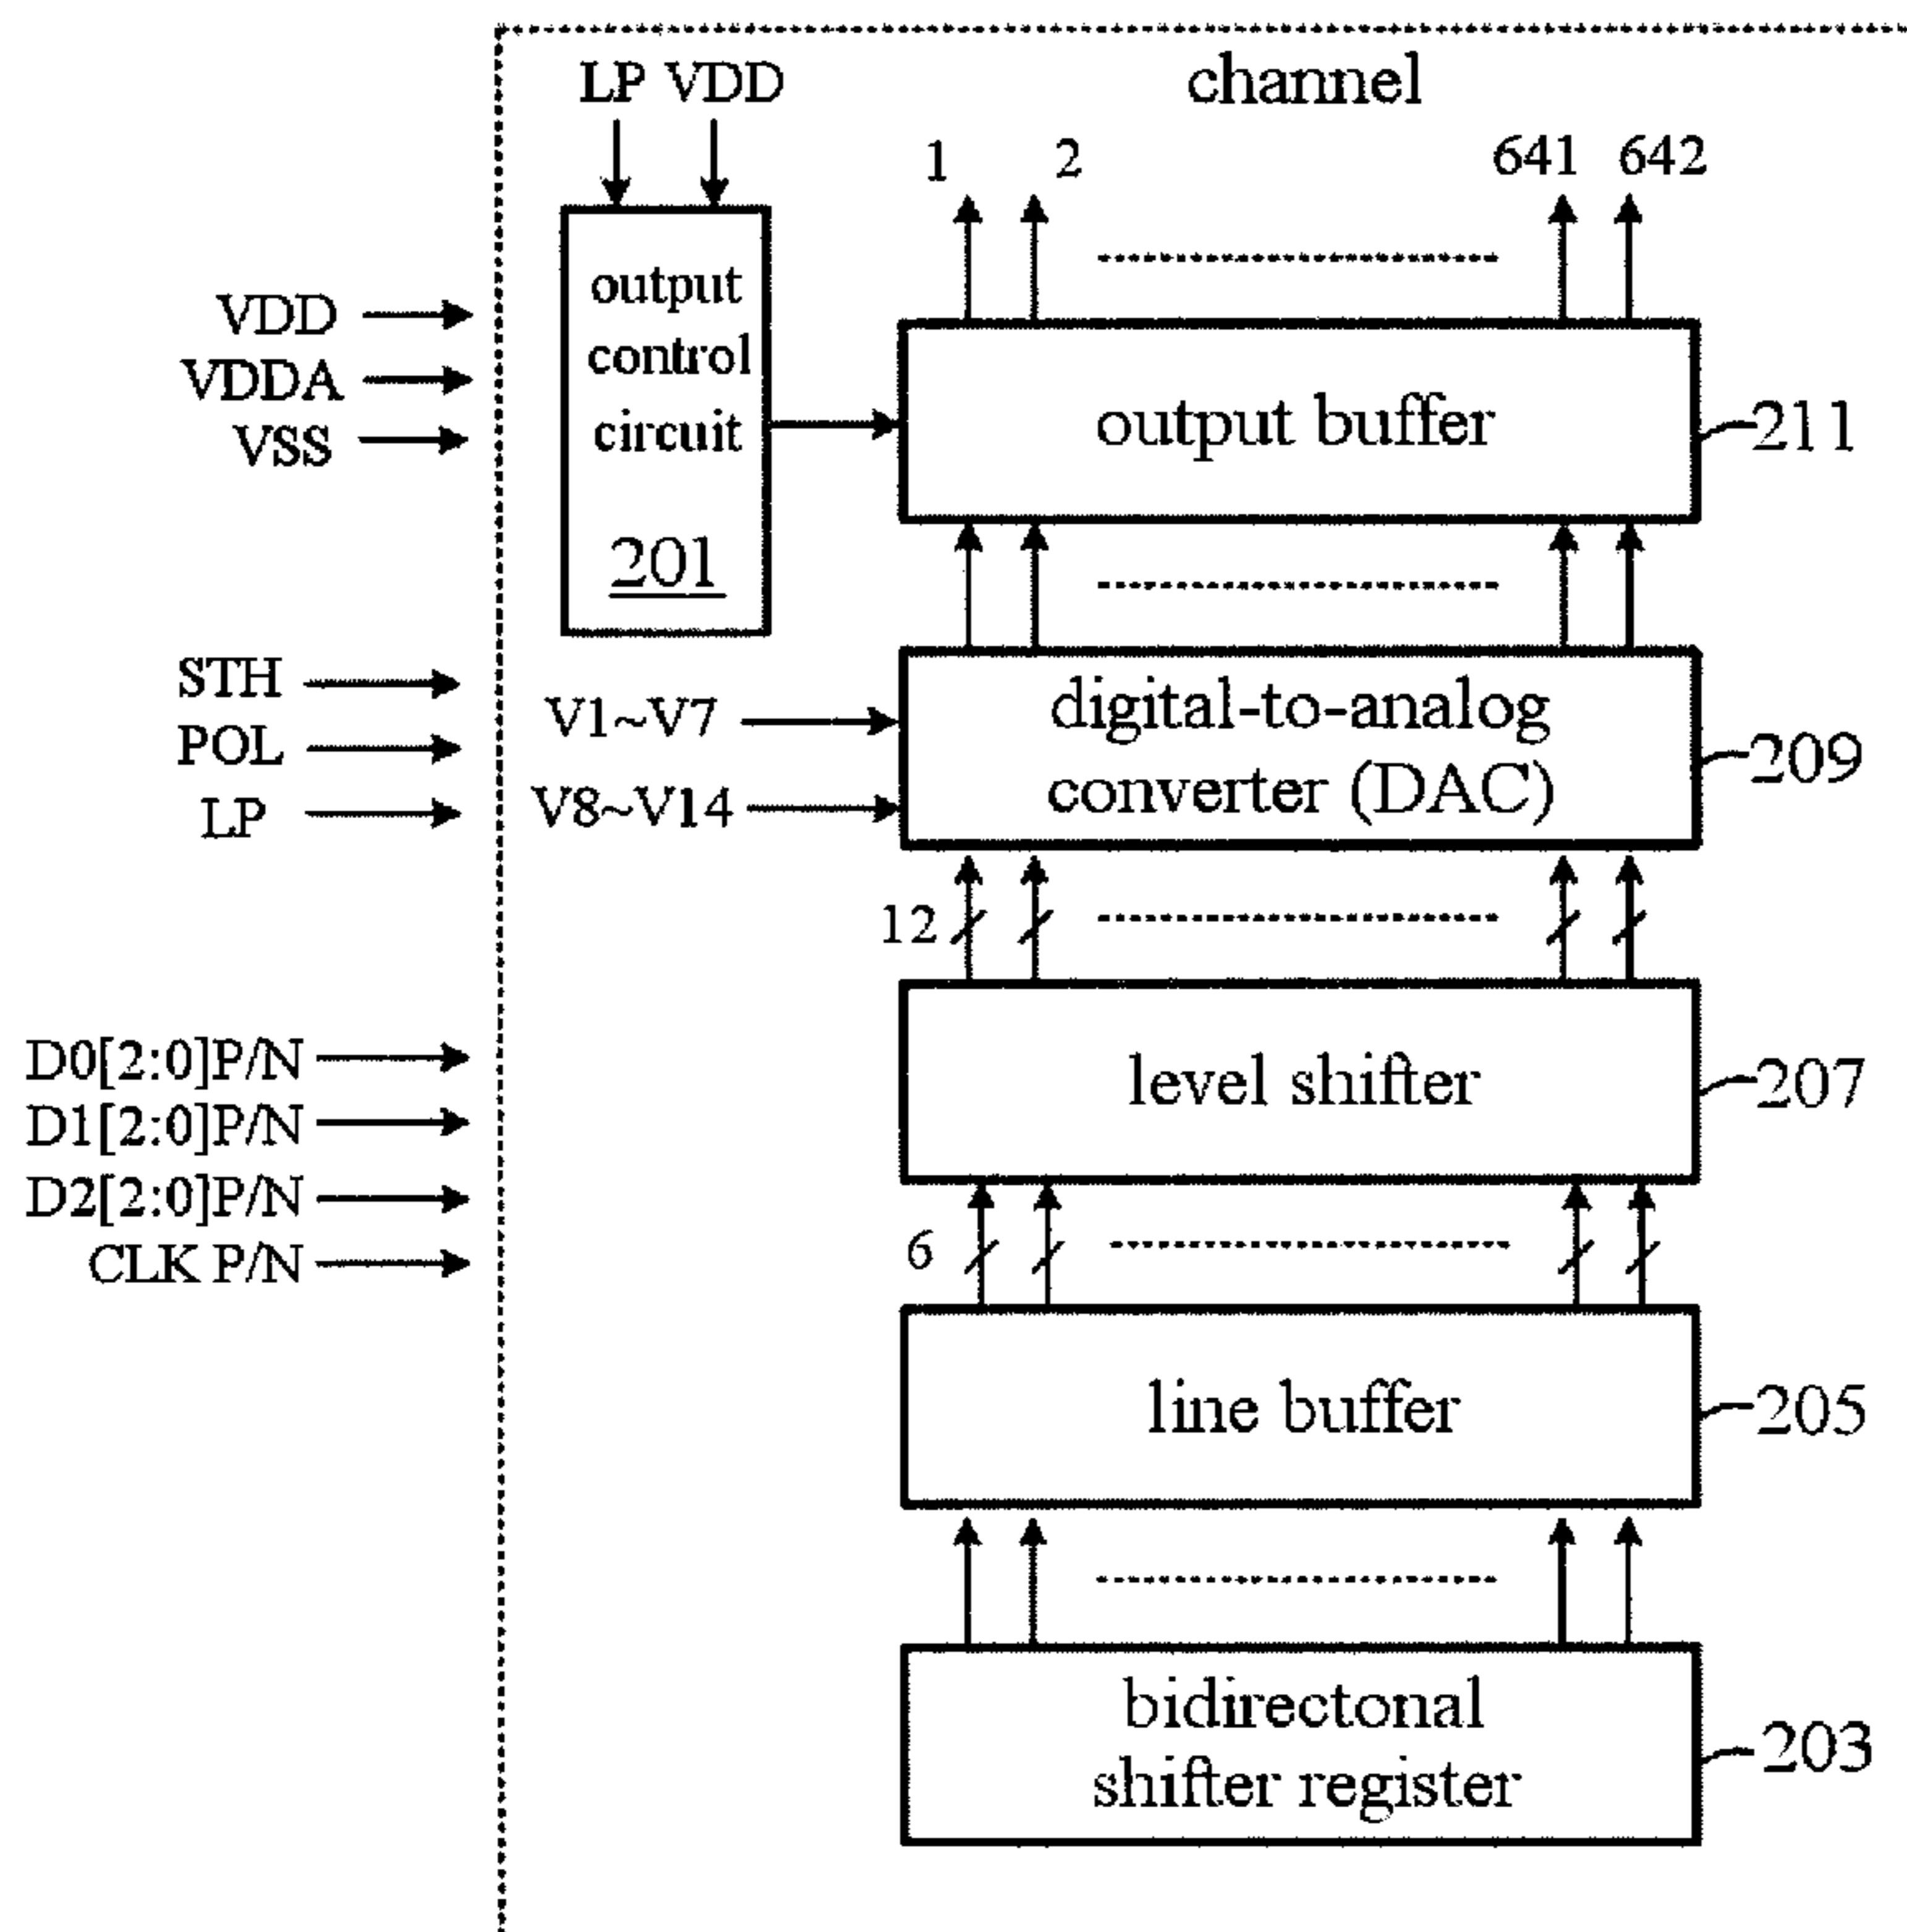 LP VDD
channel
1
2
641
642
output
control
circuit
201
VDD
VDDA
VSS
output buffer
211
STH
POL
LP
V1~V7
V8~V14
digital-to-analog
converter (DAC)
209
12
D0[2:0]P/N
D1[2:0]P/N
D2[2:0]P/N
CLK P/N
level shifter
207
6
line buffer
205
bidirectonal
shifter register
203